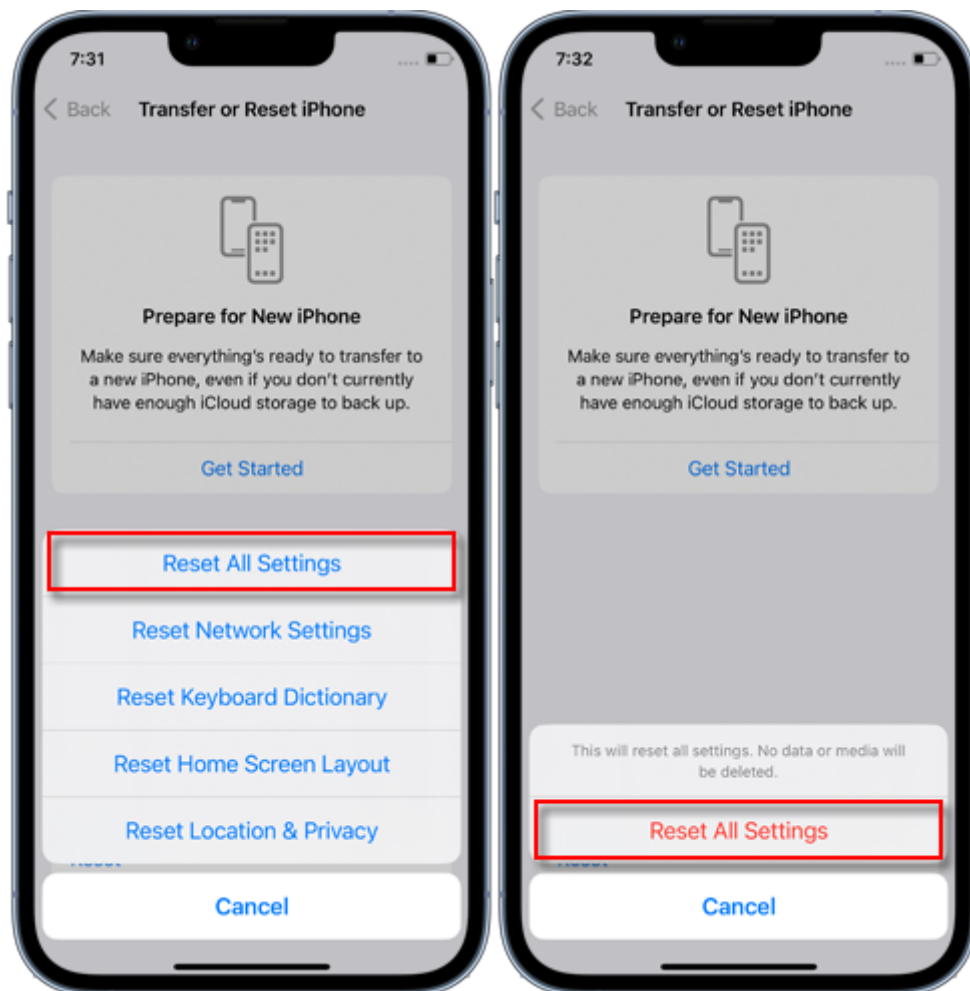 7:31
Back Transfer or Reset iPhone
Prepare for New iPhone
Make sure everything's ready to transfer to
a new iPhone, even if you don't currently
have enough iCloud storage to back up.
Get Started
Reset All Settings
Reset Network Settings
Reset Keyboard Dictionary
Reset Home Screen Layout
Reset Location & Privacy
Reset
Cancel
7:32
Back Transfer or Reset iPhone
Prepare for New iPhone
Make sure everything's ready to transfer to
a new iPhone, even if you don't currently
have enough iCloud storage to back up.
Get Started
This will reset all settings. No data or media will
be deleted.
Reset All Settings
Reset
Cancel